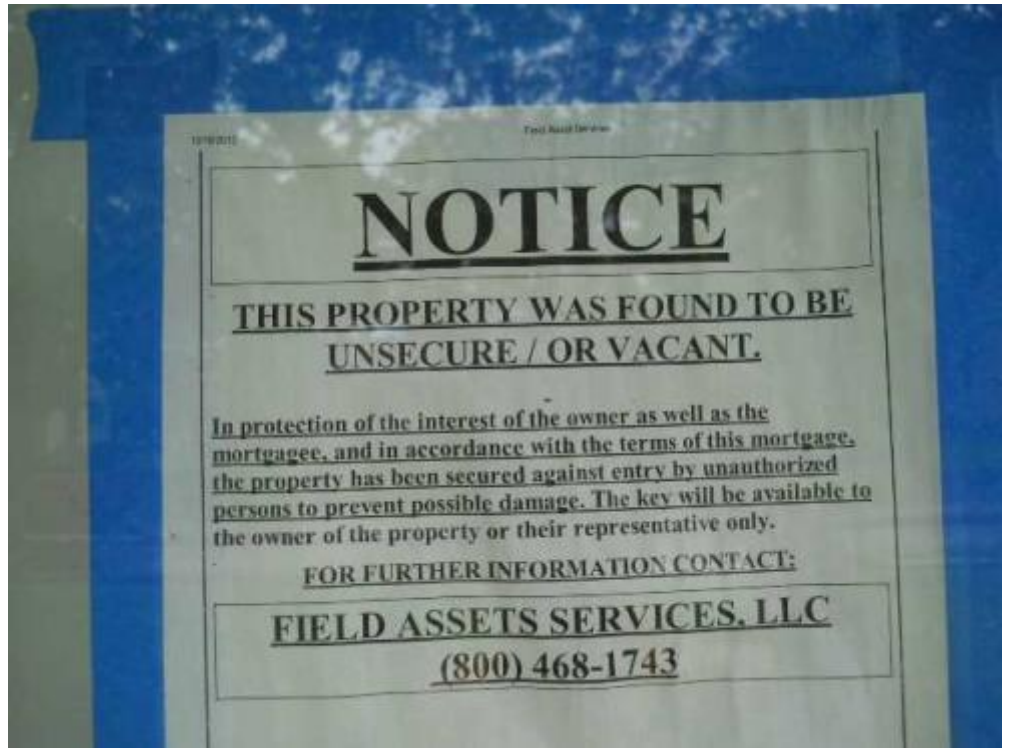 Field Asset Services
NOTICE
THIS PROPERTY WAS FOUND TO BE
UNSECURE / OR VACANT.
In protection of the interest of the owner as well as the
mortgagee, and in accordance with the terms of this mortgage,
the property has been secured against entry by unauthorized
persons to prevent possible damage. The key will be available to
the owner of the property or their representative only.
FOR FURTHER INFORMATION CONTACT:
FIELD ASSETS SERVICES, LLC
(800) 468-1743